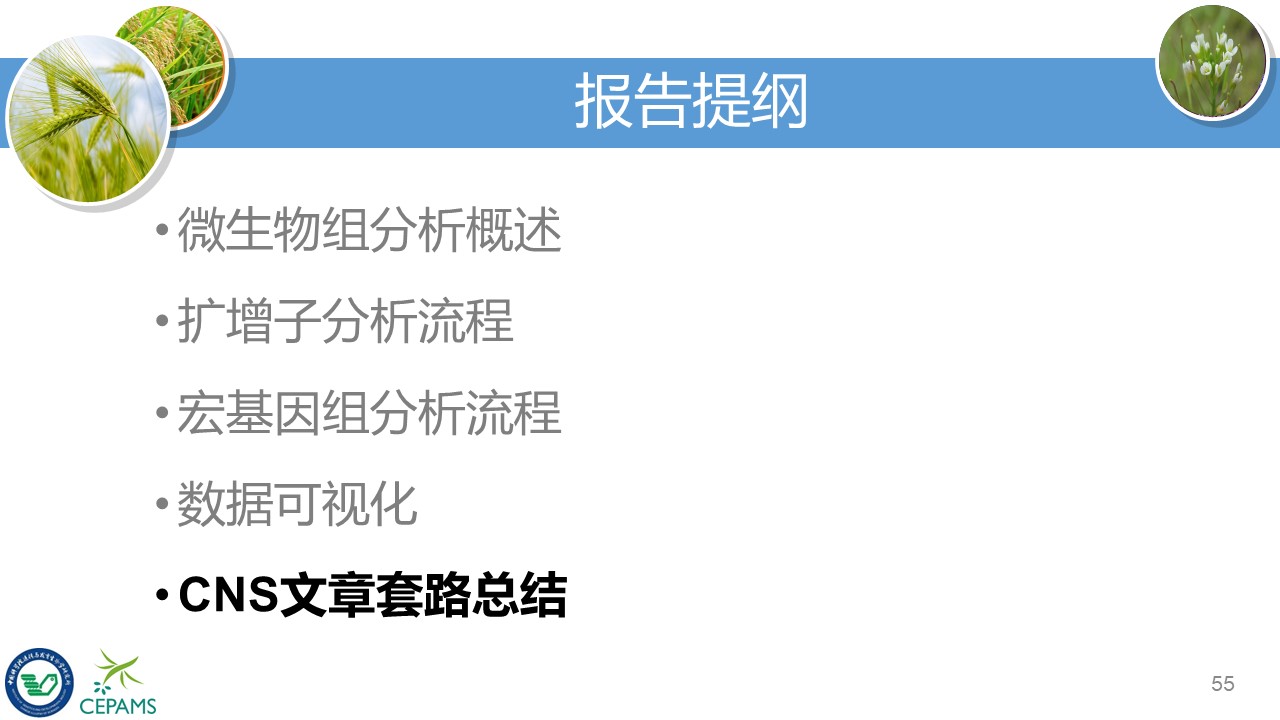 报告提纲
•微生物组分析概述
•扩增子分析流程
•宏基因组分析流程
•数据可视化
•CNS文章套路总结
CEPAMS
55